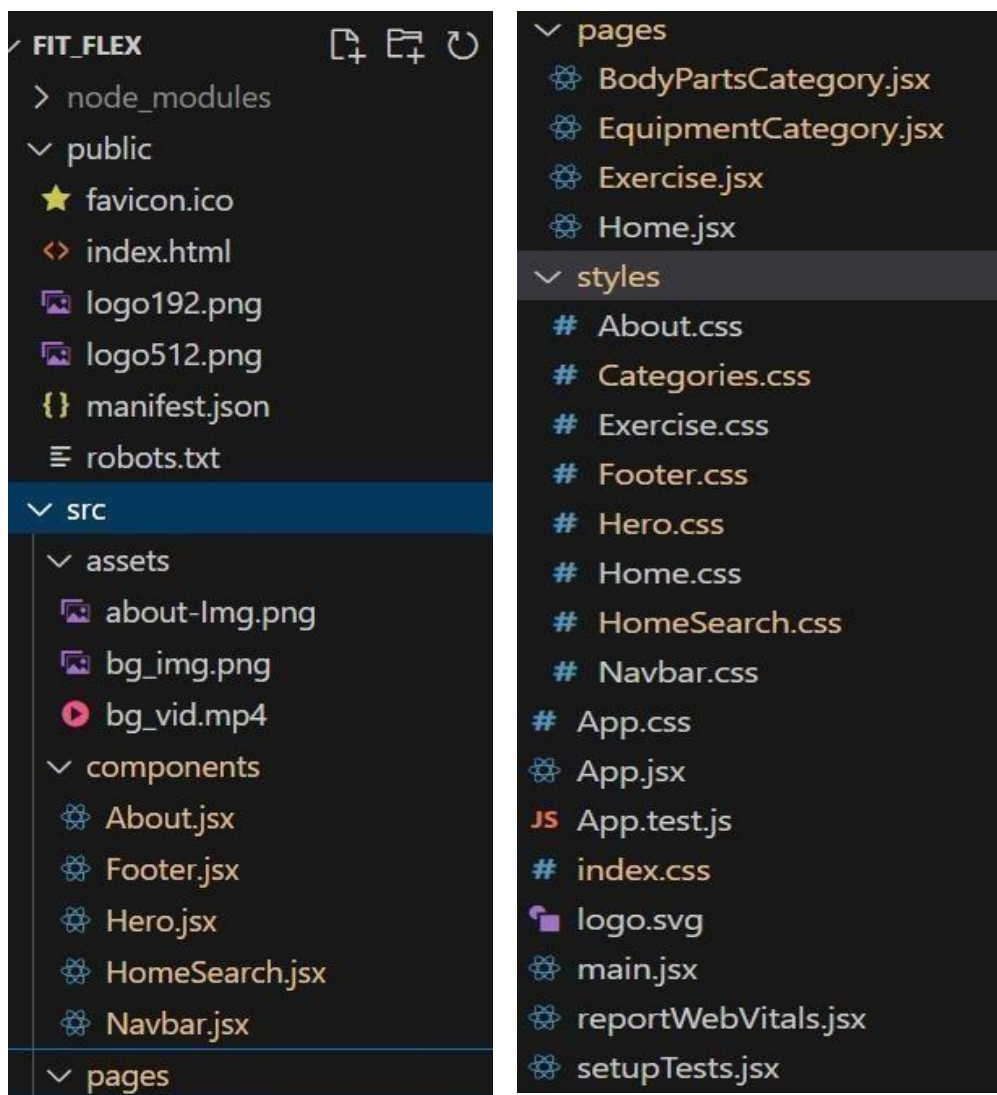 FIT_FLEX
node_modules
public
favicon.ico
index.html
logo192.png
logo512.png
manifest.json
robots.txt
src
assets
about-Img.png
bg_img.png
bg_vid.mp4
components
About.jsx
Footer.jsx
Hero.jsx
HomeSearch.jsx
Navbar.jsx
pages
pages
BodyPartsCategory.jsx
EquipmentCategory.jsx
Exercise.jsx
Home.jsx
styles
# About.css
# Categories.css
# Exercise.css
# Footer.css
# Hero.css
# Home.css
# HomeSearch.css
# Navbar.css
# App.css
App.jsx
JS App.test.js
# index.css
logo.svg
main.jsx
reportWebVitals.jsx
setupTests.jsx